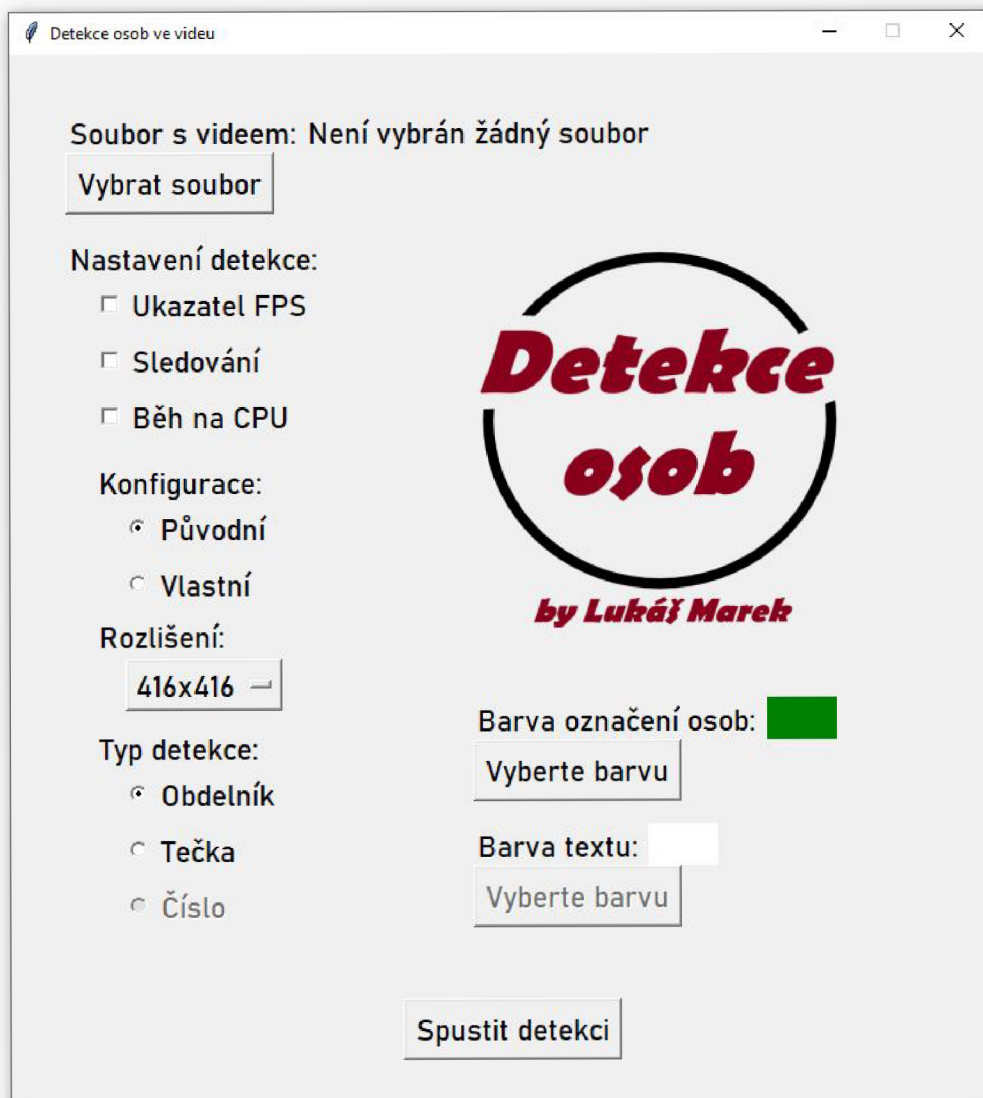 Detekce osob ve videu
Soubor s videem: Není vybrán žádný soubor
Vybrat soubor
Nastavení detekce:
Ukazatel FPS
Sledování
Běh na CPU
Konfigurace:
Původní
Vlastní
Rozlišení:
416x416
Typ detekce:
Obdelník
Tečka
Číslo
Detekce
osob
by Lukáš Marek
Barva označení osob:
Vyberte barvu
Barva textu:
Vyberte barvu
Spustit detekci